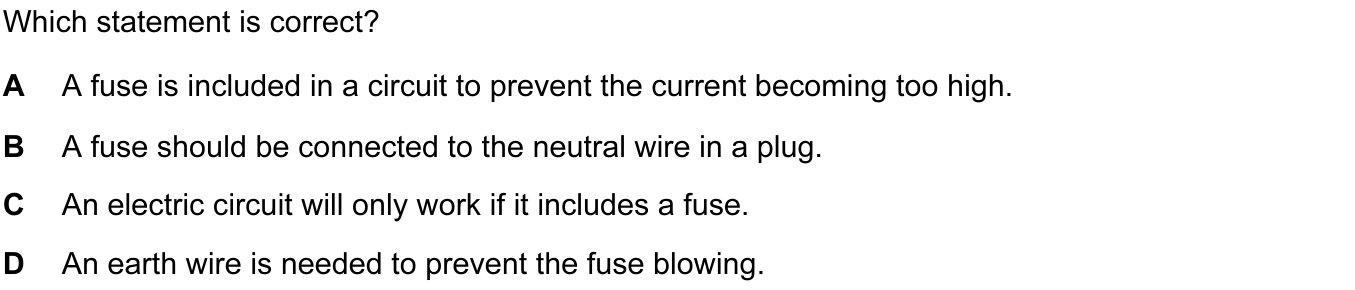 Which statement is correct?
A A fuse is included in a circuit to prevent the current becoming too high.
B A fuse should be connected to the neutral wire in a plug.
C An electric circuit will only work if it includes a fuse.
D An earth wire is needed to prevent the fuse blowing.